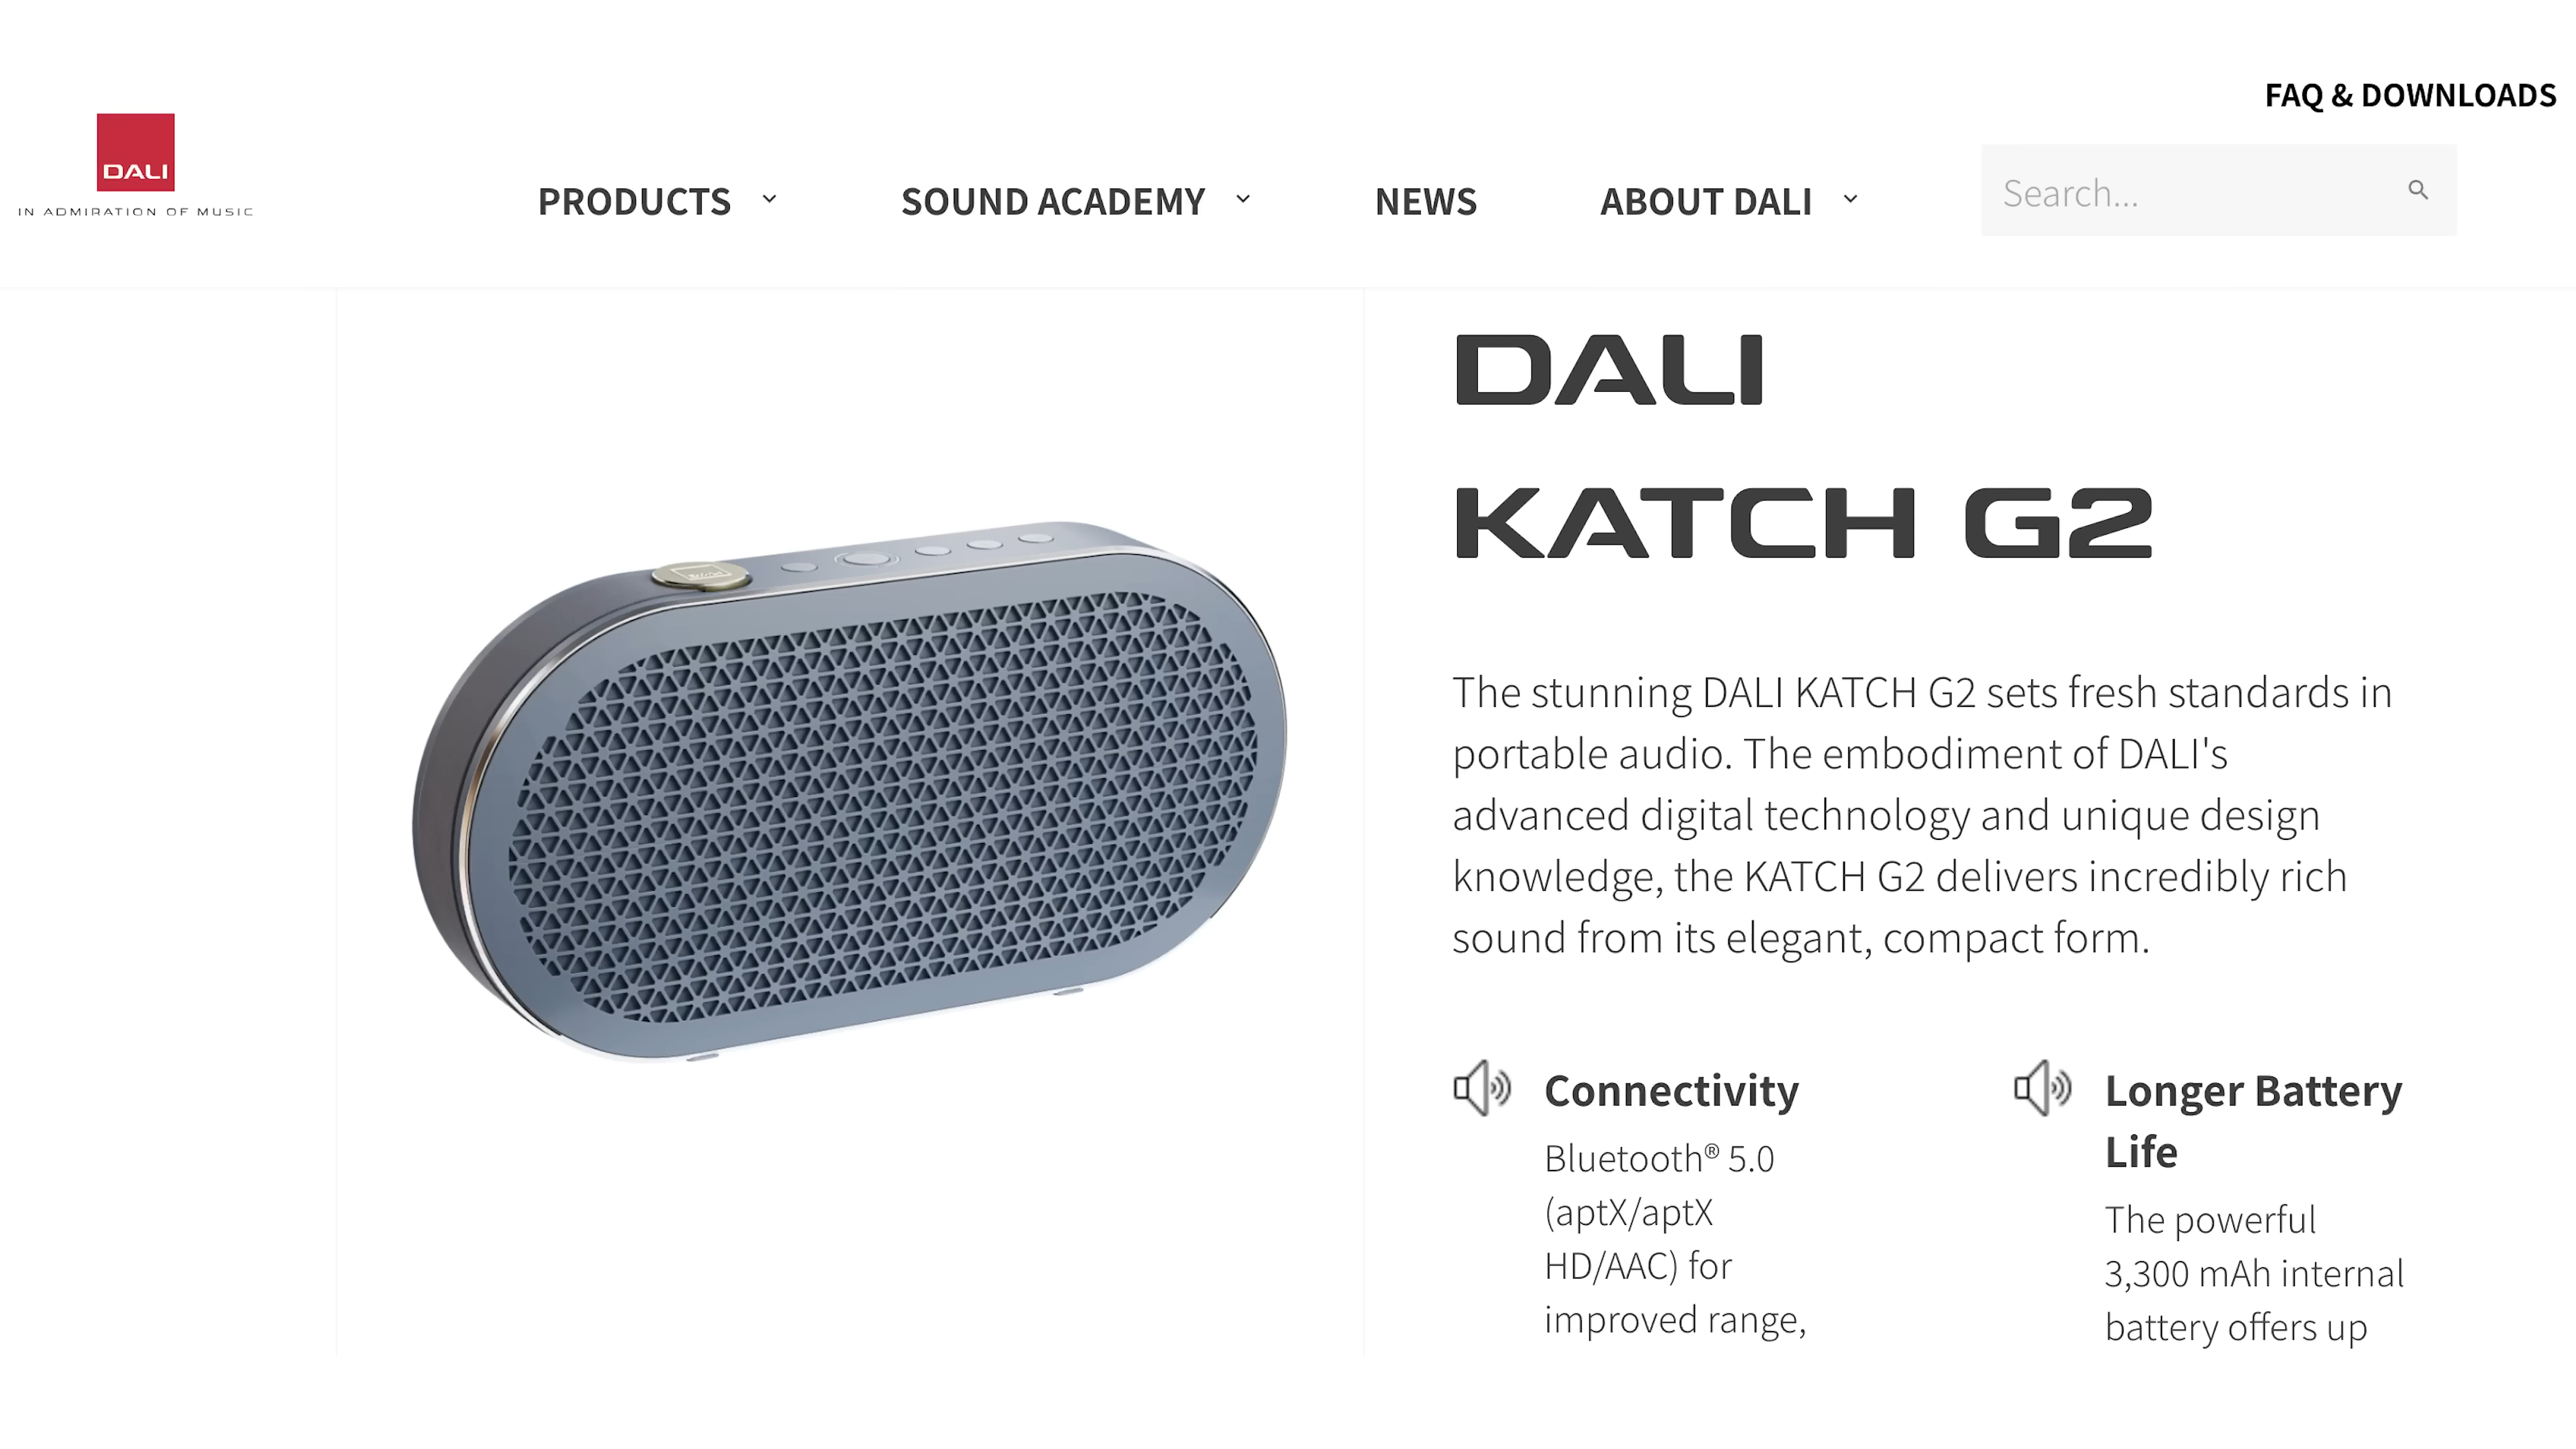 FAQ & DOWNLOADS
DALI
IN ADMIRATION OF MUSIC
PRODUCTS
SOUND ACADEMY
NEWS
ABOUT DALI
Search...
DALI
KATCH G2
The stunning DALI KATCH G2 sets fresh standards in
portable audio. The embodiment of DALI's
advanced digital technology and unique design
knowledge, the KATCH G2 delivers incredibly rich
sound from its elegant, compact form.
Connectivity
Bluetooth® 5.0
(aptX/aptX
HD/AAC) for
improved range,
Longer Battery
Life
The powerful
3,300 mAh internal
battery offers up